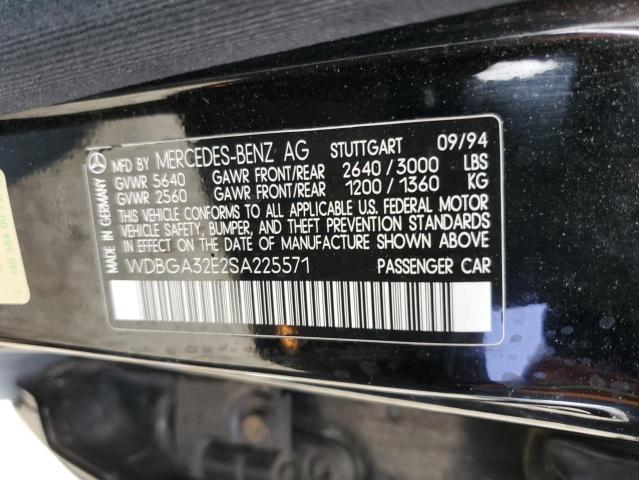 MADE IN GERMANY
MFD BY MERCEDES-BENZ AG STUTTGART 09/94
GVWR 5640 GAWR FRONT/REAR 2640/3000 LBS
GVWR 2560 GAWR FRONT/REAR 1200/1360 KG
THIS VEHICLE CONFORMS TO ALL APPLICABLE U.S. FEDERAL MOTOR
VEHICLE SAFETY, BUMPER, AND THEFT PREVENTION STANDARDS
IN EFFECT ON THE DATE OF MANUFACTURE SHOWN ABOVE.
WDBGA32E2SA225571 PASSENGER CAR